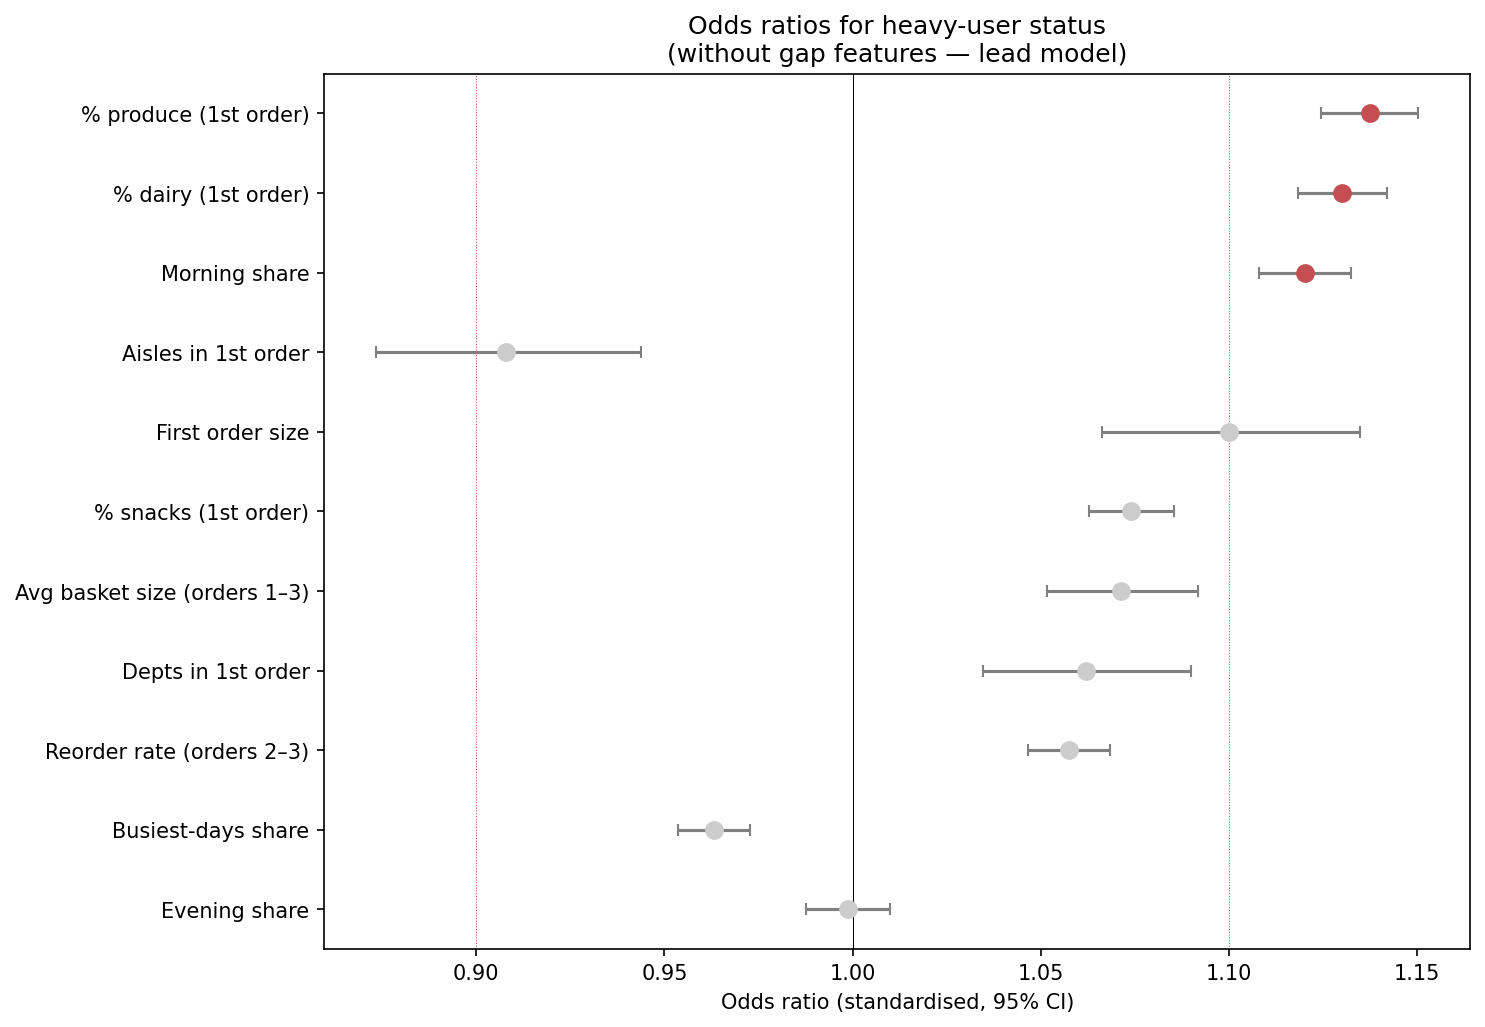 Odds ratios for heavy-user status
(without gap features — lead model)
% produce (1st order)
% dairy (1st order)
Morning share
Aisles in 1st order
First order size
% snacks (1st order)
Avg basket size (orders 1–3)
Depts in 1st order
Reorder rate (orders 2–3)
Busiest-days share
Evening share
0.90 0.95 1.00 1.05 1.10 1.15
Odds ratio (standardised, 95% CI)